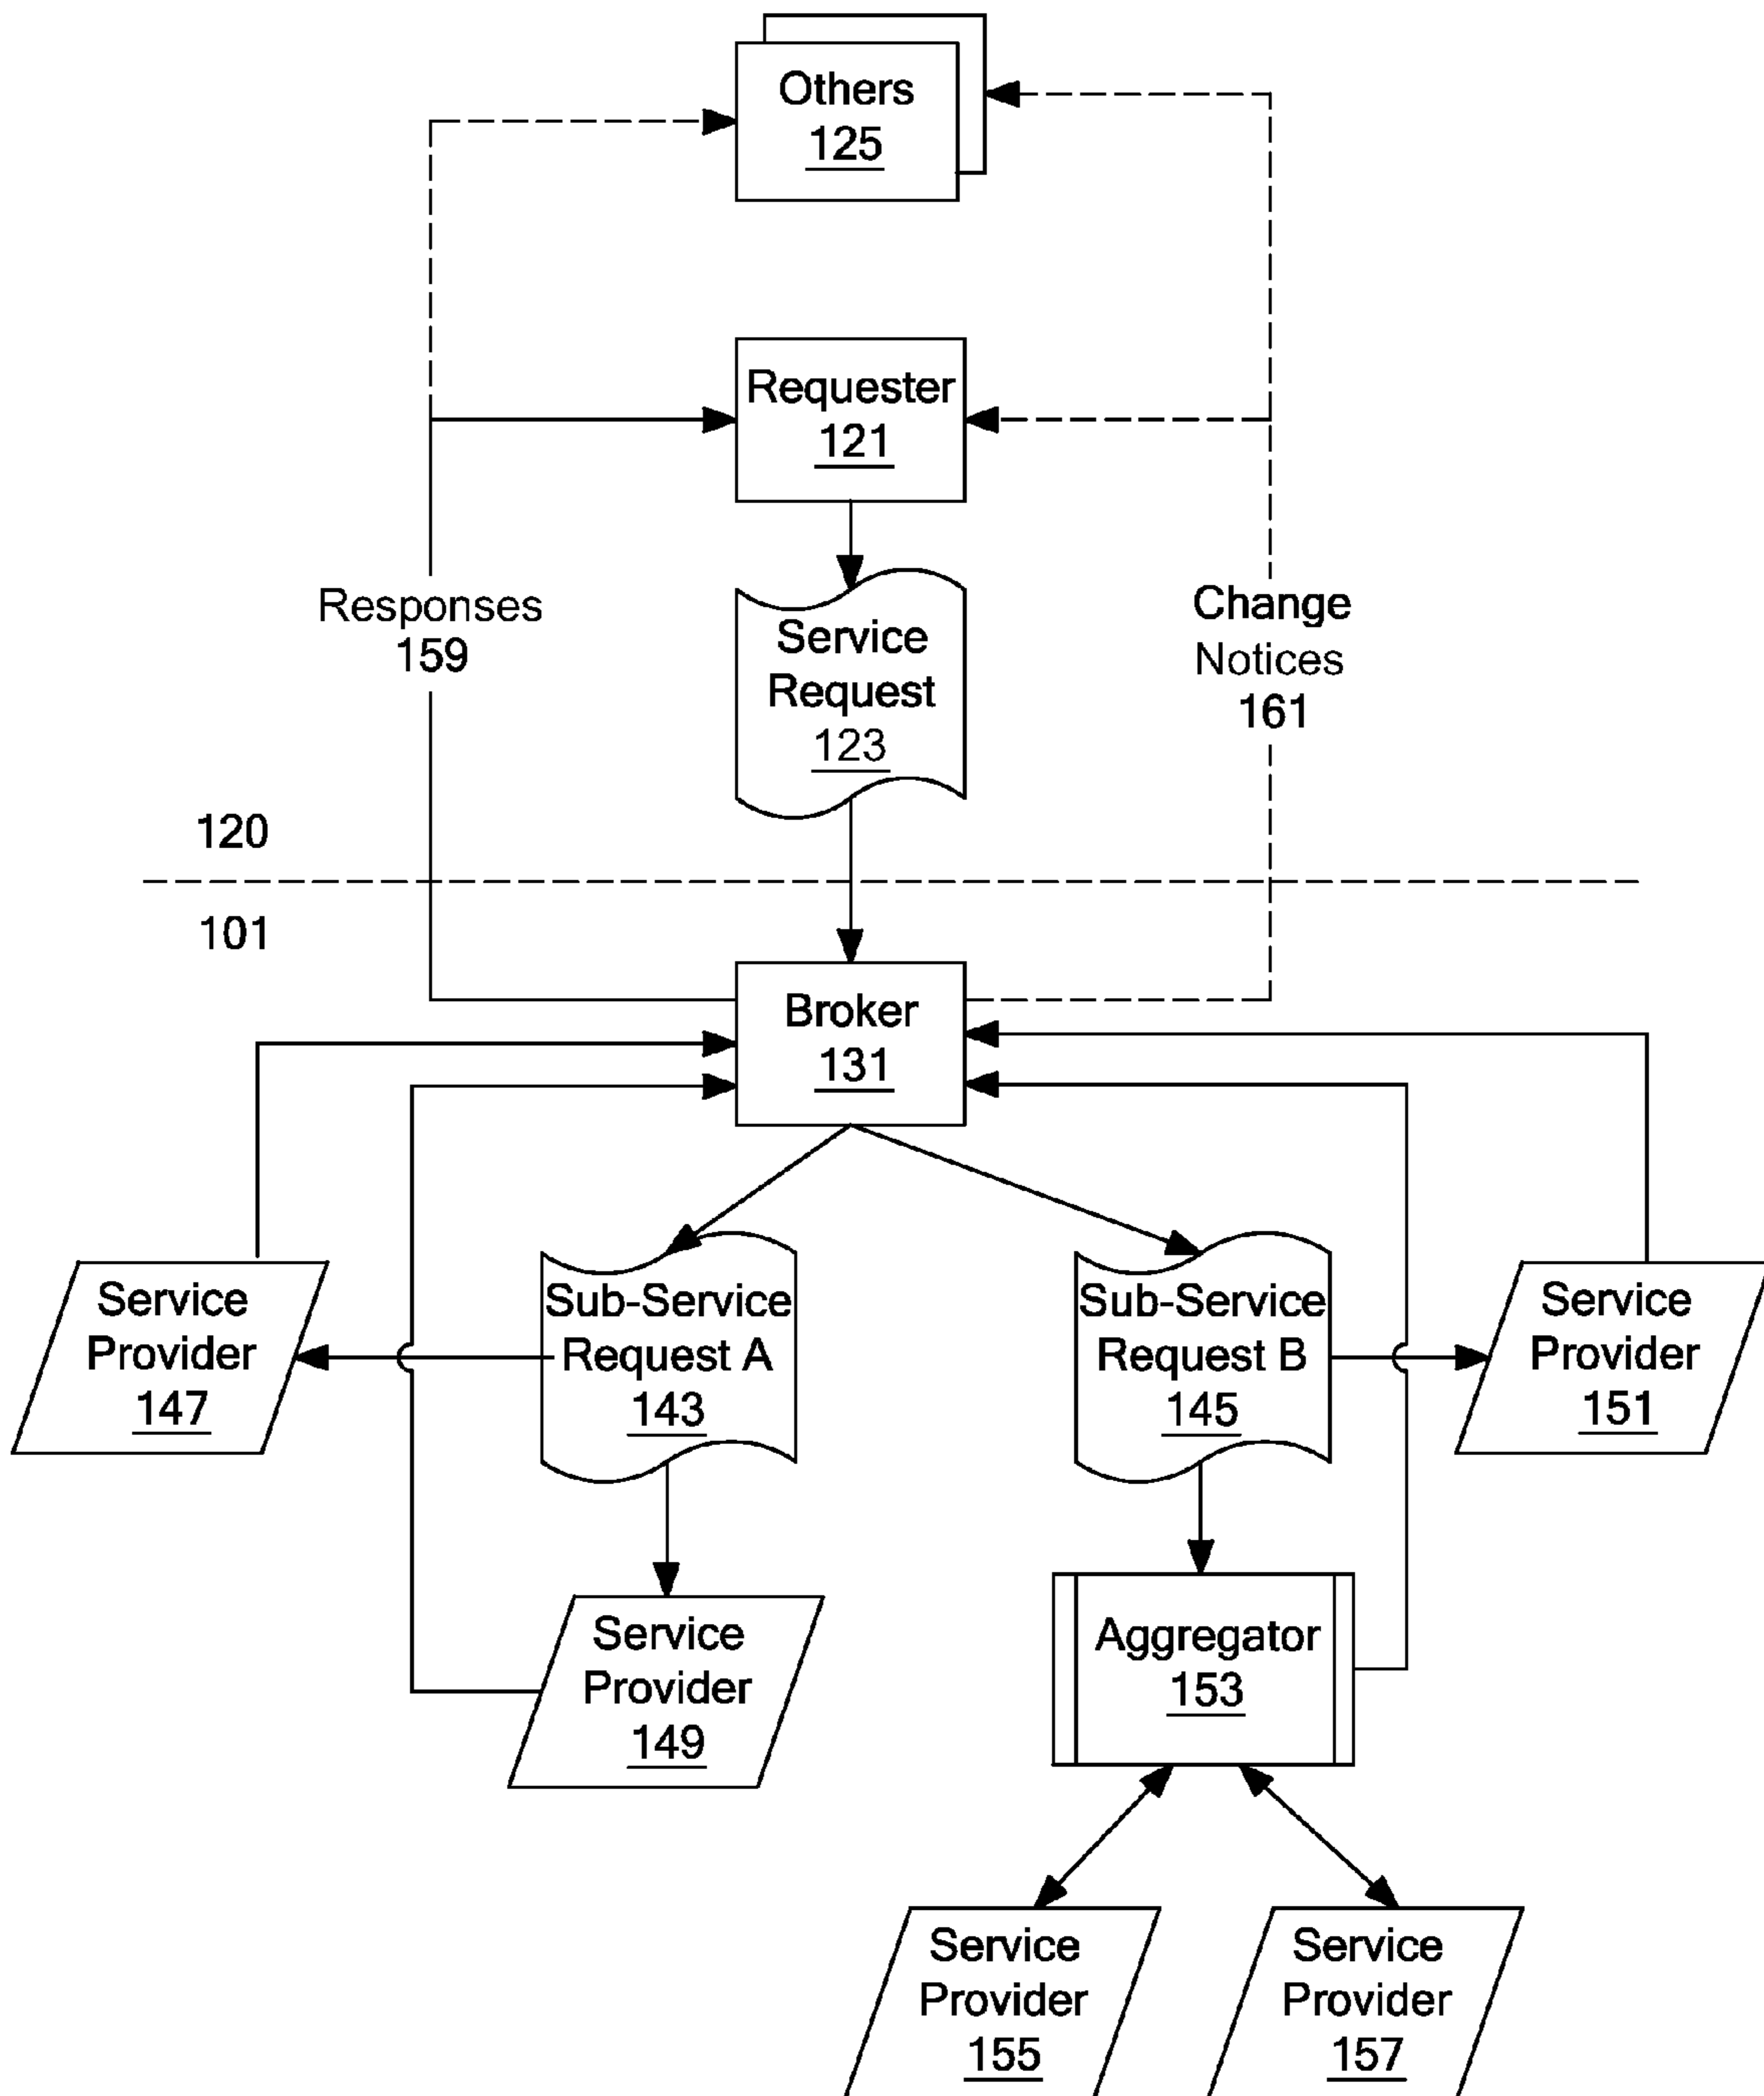 Others
125
Requester
121
Responses
159
Service
Request
123
Change
Notices
161
120
101
Broker
131
Service
Provider
147
Sub-Service
Request A
143
Sub-Service
Request B
145
Service
Provider
151
Service
Provider
149
Aggregator
153
Service
Provider
155
Service
Provider
157